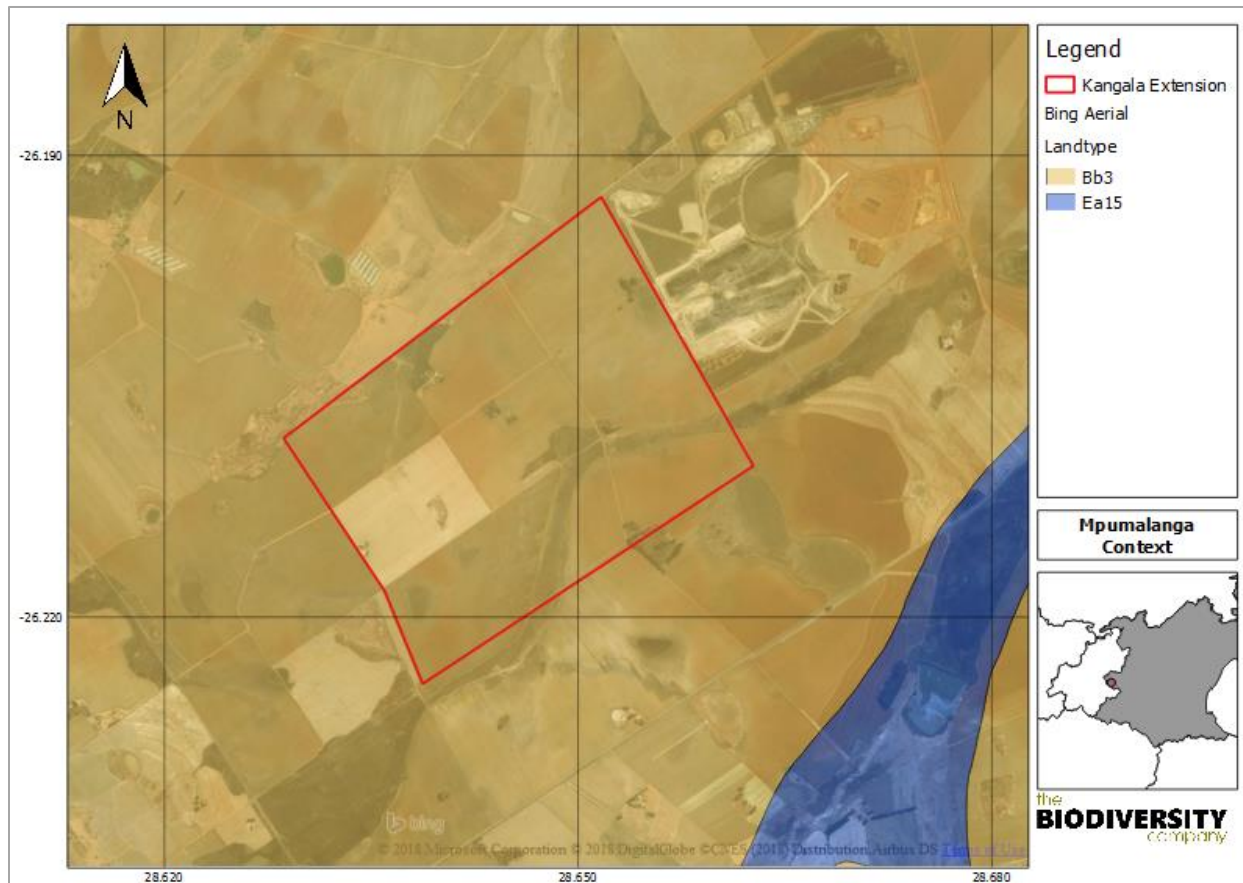 N
-26.190
-26.220
28.620
28.650
28.680
bing
© 2018 Microsoft Corporation © 2018 DigitalGlobe ©CNES (2018) Distribution Airbus DS Terms of Use
Legend
Kangala Extension
Bing Aerial
Landtype
Bb3
Ea15
Mpumalanga
Context
the
BIODIVERSITY
company